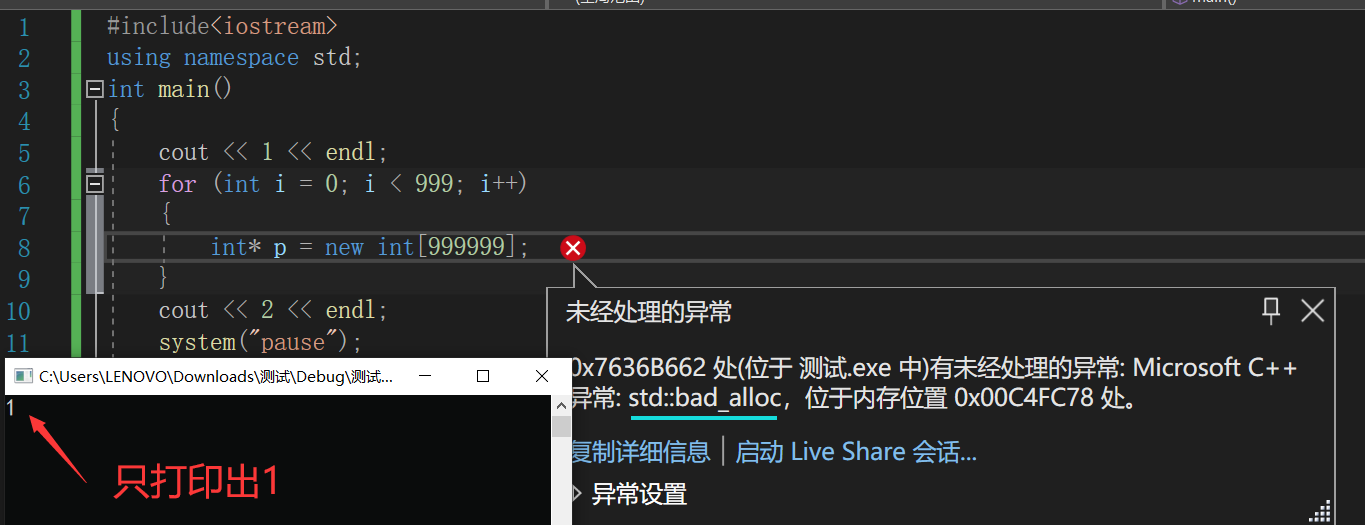 1 #include<iostream>
2 using namespace std;
3 int main()
4 {
5 cout << 1 << endl;
6 for (int i = 0; i < 999; i++)
7 {
8 int* p = new int[999999];
9 }
10 cout << 2 << endl;
11 system("pause");
未经处理的异常
0x7636B662 处(位于 测试.exe 中)有未经处理的异常: Microsoft C++
异常: std::bad_alloc，位于内存位置 0x00C4FC78 处。
复制详细信息 | 启动 Live Share 会话...
异常设置
C:\Users\LENOVO\Downloads\测试\Debug\测试...
1
只打印出1